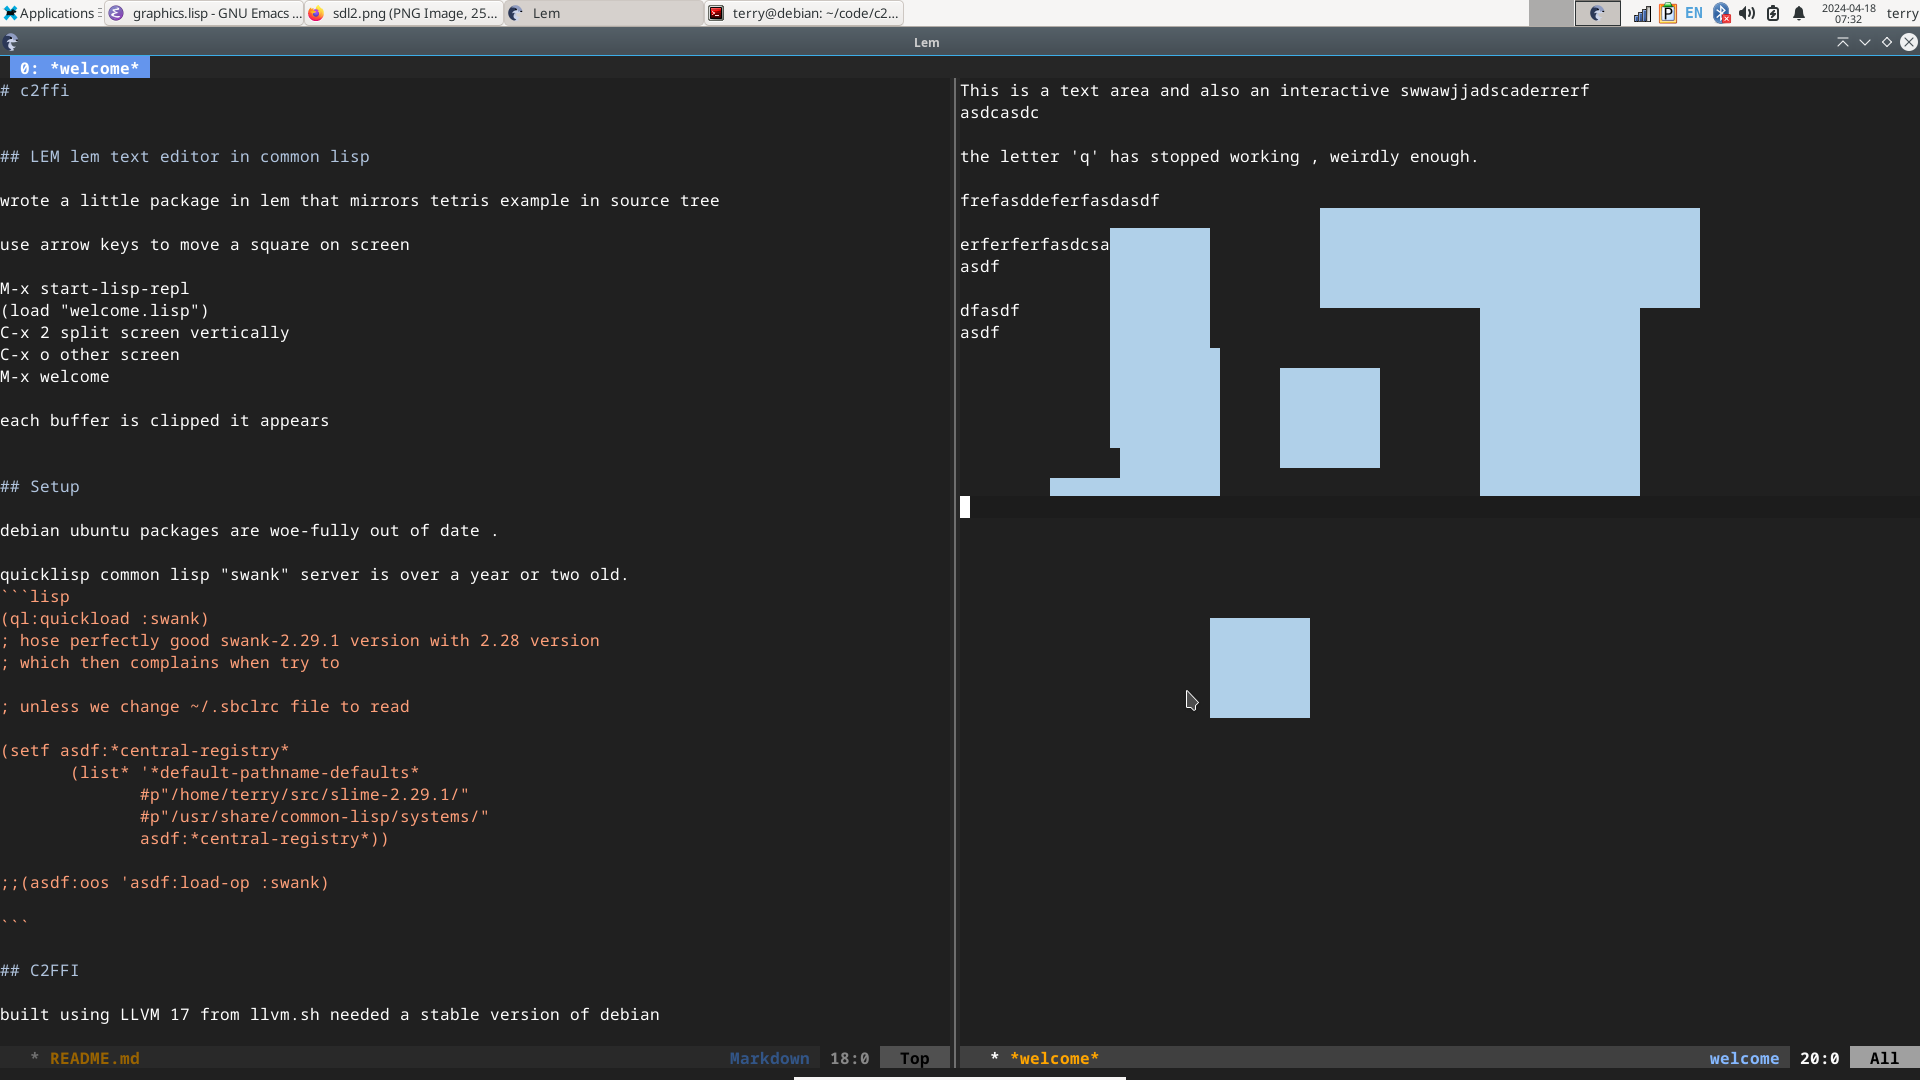 Applications
graphics.lisp - GNU Emacs ...
sdl2.png (PNG Image, 25...
Lem
terry@debian: ~/code/c2...
EN
2024-04-18
07:32
terry
Lem
0: *welcome*
# c2ffi
## LEM lem text editor in common lisp
wrote a little package in lem that mirrors tetris example in source tree
use arrow keys to move a square on screen
M-x start-lisp-repl
(load "welcome.lisp")
C-x 2 split screen vertically
C-x o other screen
M-x welcome
each buffer is clipped it appears
## Setup
debian ubuntu packages are woe-fully out of date .
quicklisp common lisp "swank" server is over a year or two old.
```lisp
(ql:quickload :swank)
; hose perfectly good swank-2.29.1 version with 2.28 version
; which then complains when try to
; unless we change ~/.sbclrc file to read
(setf asdf:*central-registry*
       (list* '*default-pathname-defaults*
              #p"/home/terry/src/slime-2.29.1/"
              #p"/usr/share/common-lisp/systems/"
              asdf:*central-registry*))
;;(asdf:oos 'asdf:load-op :swank)
```
## C2FFI
built using LLVM 17 from llvm.sh needed a stable version of debian
* README.md
Markdown 18:0 Top
This is a text area and also an interactive swwawjjadscaderrerf
asdcasdc
the letter 'q' has stopped working , weirdly enough.
frefasddeferfasdasdf
erferferfasdcsa
asdf
dfasdf
asdf
* *welcome*
welcome 20:0 All